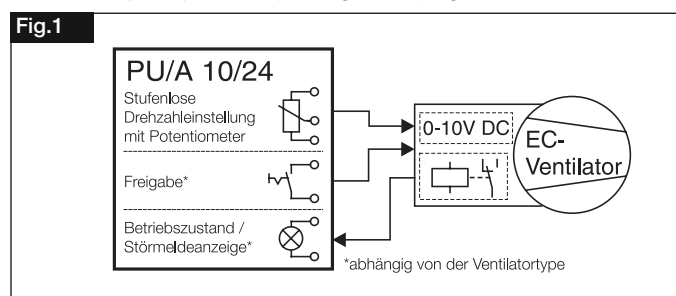 Fig.1
PU/A 10/24
Stufenlose
Drehzahleinstellung
mit Potentiometer
Freigabe*
Betriebszustand /
Störmeldeanzeige*
0-10V DC
EC-
Ventilator
*abhängig von der Ventilatortype